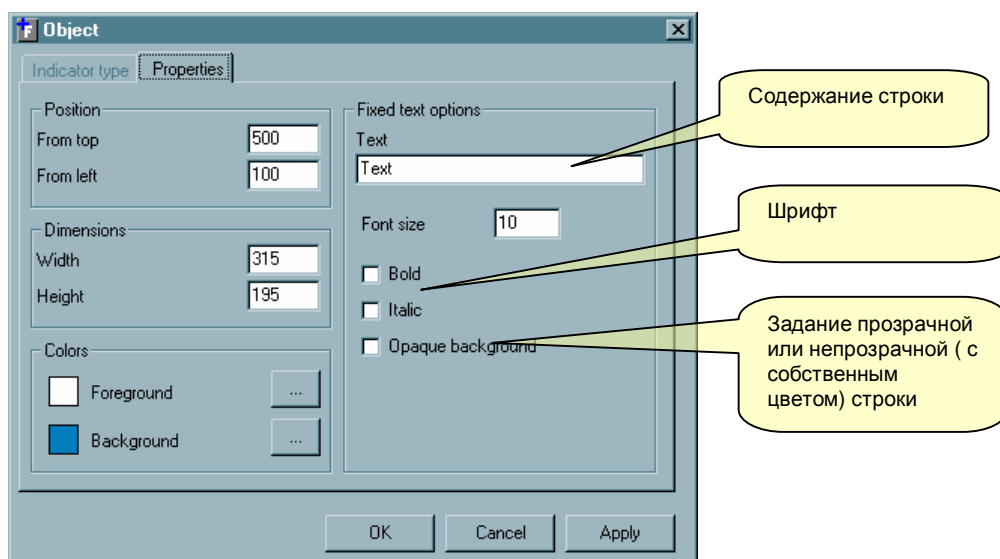 Object
Indicator type Properties
Position
From top 500
From left 100
Dimensions
Width 315
Height 195
Colors
Foreground ...
Background ...
Fixed text options
Text
Text
Font size 10
Bold
Italic
Opaque background
OK Cancel Apply
Содержание строки
Шрифт
Задание прозрачной
или непрозрачной ( с
собственным
цветом) строки